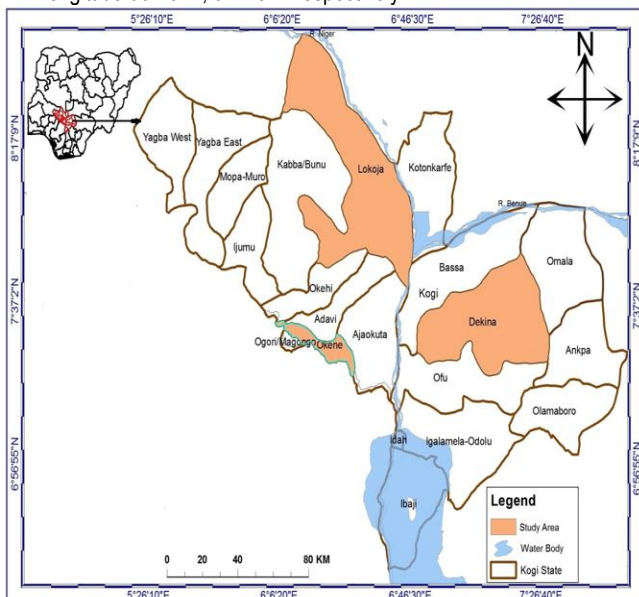 5°26'10"E 6°6'20"E 6°46'30"E 7°26'40"E
R. Niger
N
8°17'9"N
8°17'9"N
Yagba West
Yagba East
Kabba/Bunu
Lokoja
Kotonkarfe
Mopa-Muro
R. Benue
Ijumu
Omala
Bassa
Kogi
Okehi
7°37'2"N
7°37'2"N
Dekina
Adavi
Ajaokuta
Ogori/Magongo
Okene
Ankpa
Ofu
Olamaboro
Idah
Igalamela-Odolu
6°56'55"N
6°56'55"N
Ibaji
Legend
Study Area
Water Body
Kogi State
0 20 40 80 KM
5°26'10"E 6°6'20"E 6°46'30"E 7°26'40"E